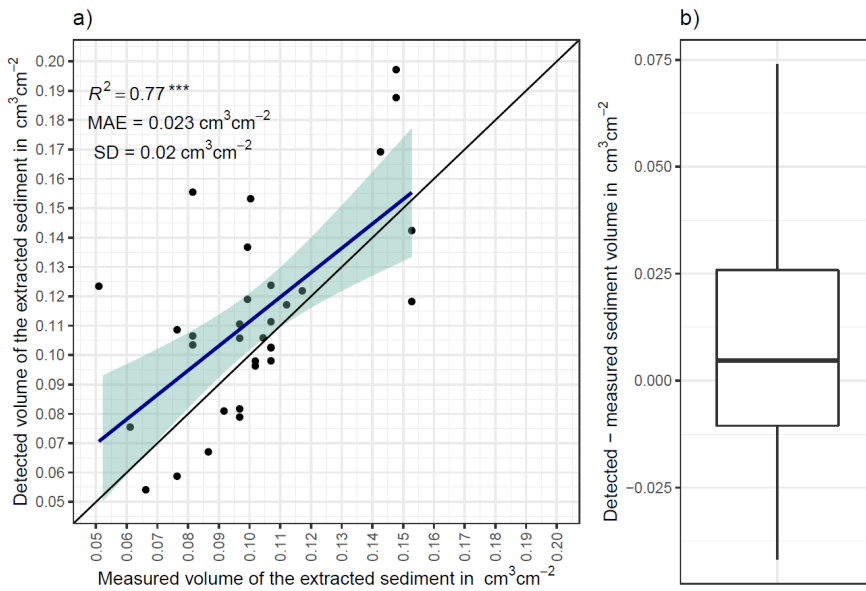 a)
Detected volume of the extracted sediment in cm³cm⁻²
0.20
0.19
0.18
0.17
0.16
0.15
0.14
0.13
0.12
0.11
0.10
0.09
0.08
0.07
0.06
0.05
R² = 0.77 ***
MAE = 0.023 cm³cm⁻²
SD = 0.02 cm³cm⁻²
0.05 0.06 0.07 0.08 0.09 0.10 0.11 0.12 0.13 0.14 0.15 0.16 0.17 0.18 0.19 0.20
Measured volume of the extracted sediment in cm³cm⁻²
b)
Detected − measured sediment volume in cm³cm⁻²
0.075
0.050
0.025
0.000
−0.025